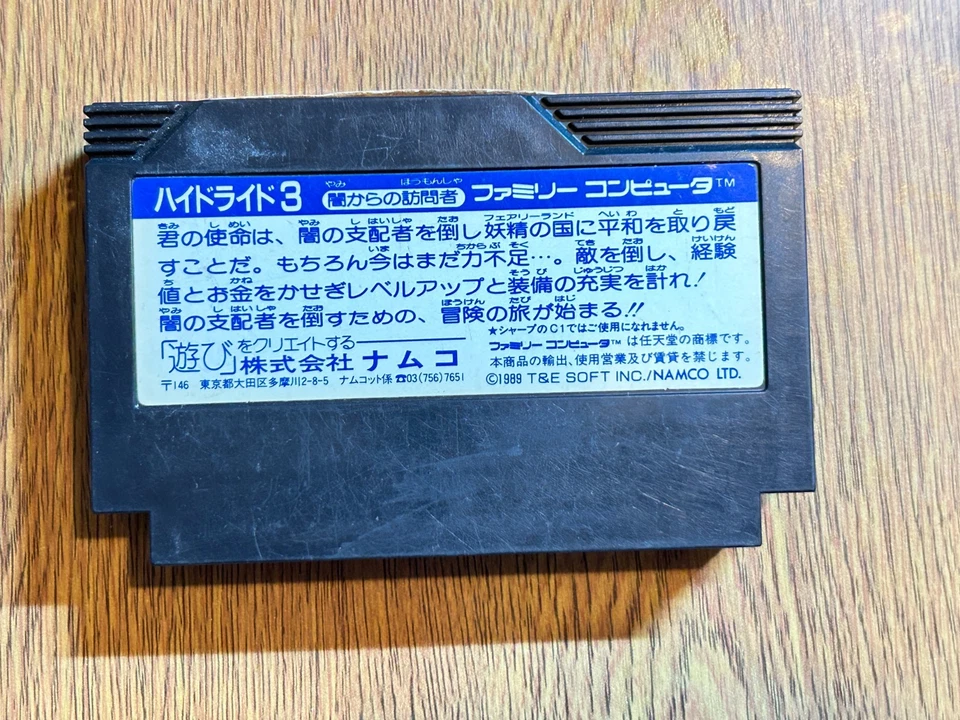 ハイドライド3 闇からの訪問者 ファミリー コンピュータ™
君の使命は、闇の支配者を倒し妖精の国に平和を取り戻
すことだ。もちろん今はまだ力不足…。敵を倒し、経験
値とお金をかせぎレベルアップと装備の充実を計れ!
闇の支配者を倒すための、冒険の旅が始まる!!
★シャープのC1ではご使用になれません。
「遊び」をクリエイトする
株式会社 ナムコ
ファミリー コンピュータ™ は任天堂の商標です。
本商品の輸出、使用営業及び賃貸を禁じます。
〒146 東京都大田区多摩川2-8-5 ナムコット係 ☎03(756)7651
©1989 T&E SOFT INC./NAMCO LTD.